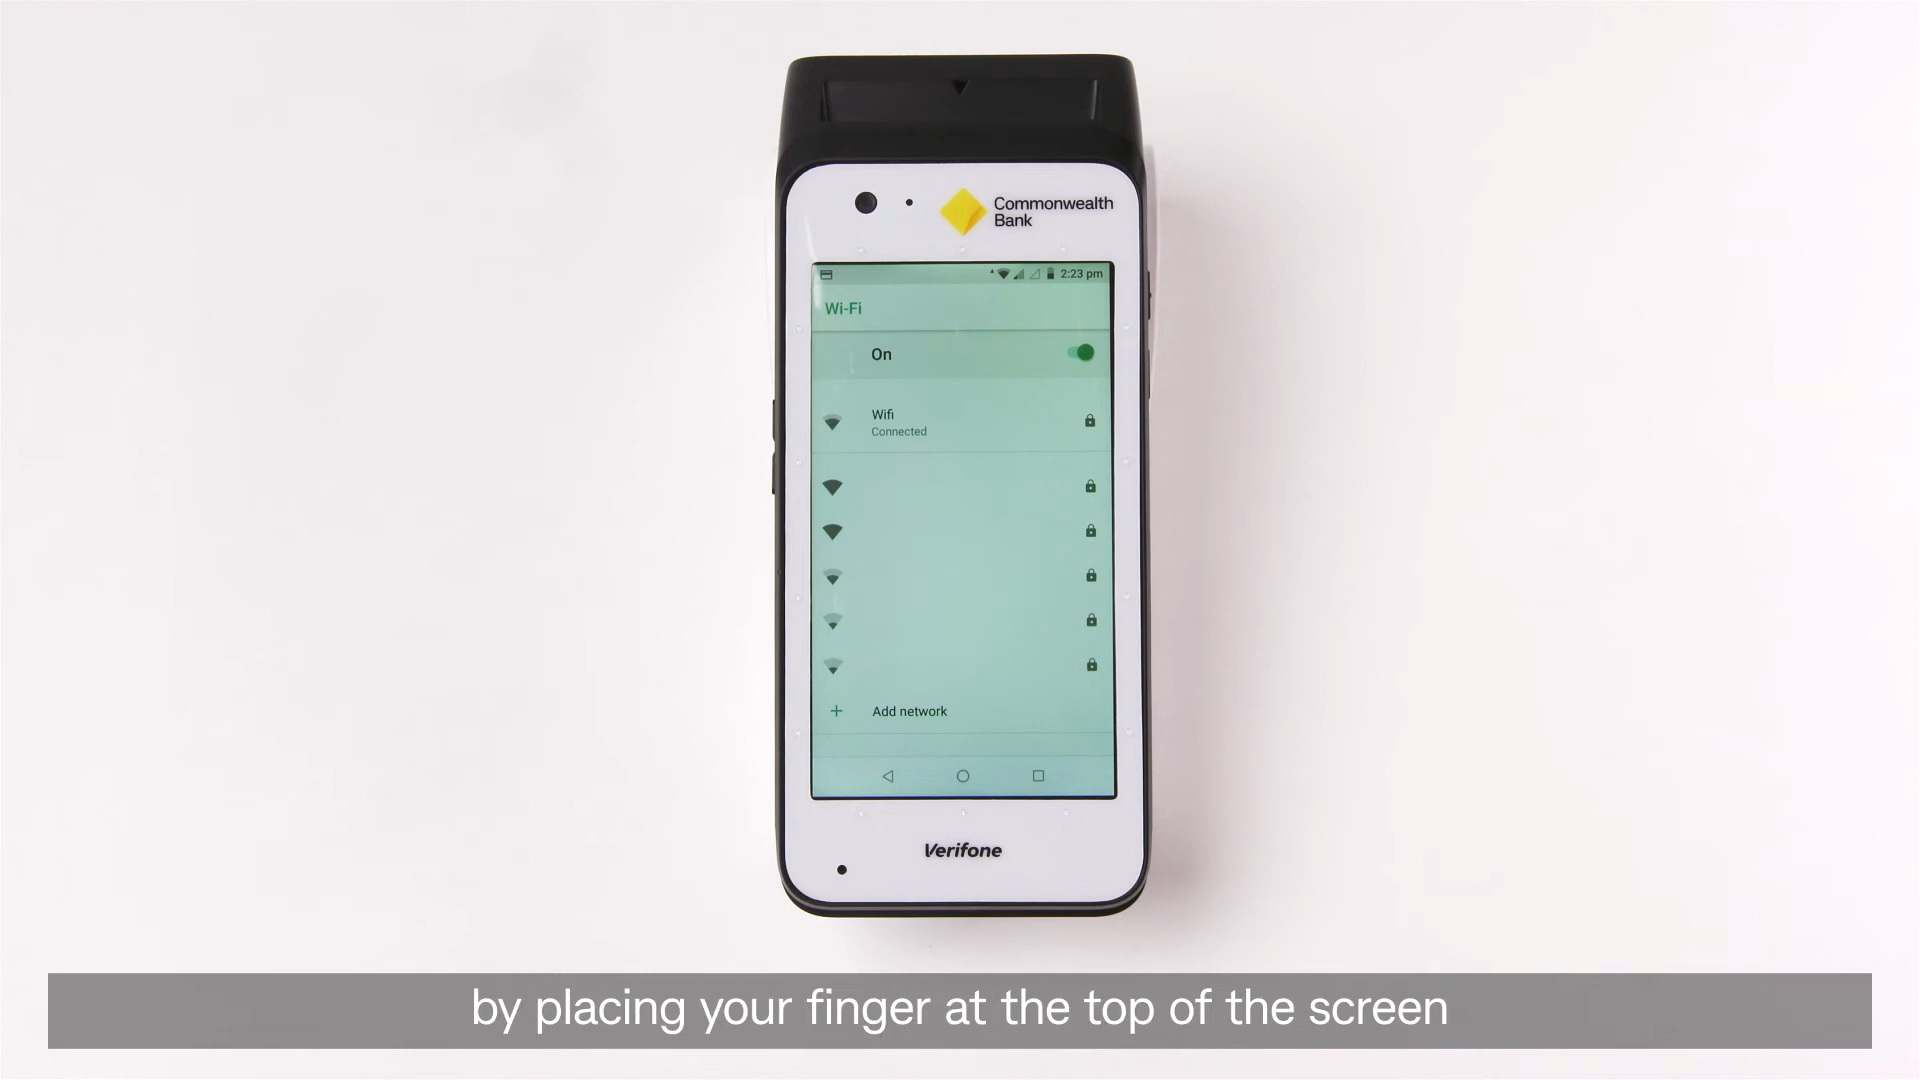 Commonwealth
Bank
2:23 pm
Wi-Fi
On
Wifi
Connected
Add network
Verifone
by placing your finger at the top of the screen